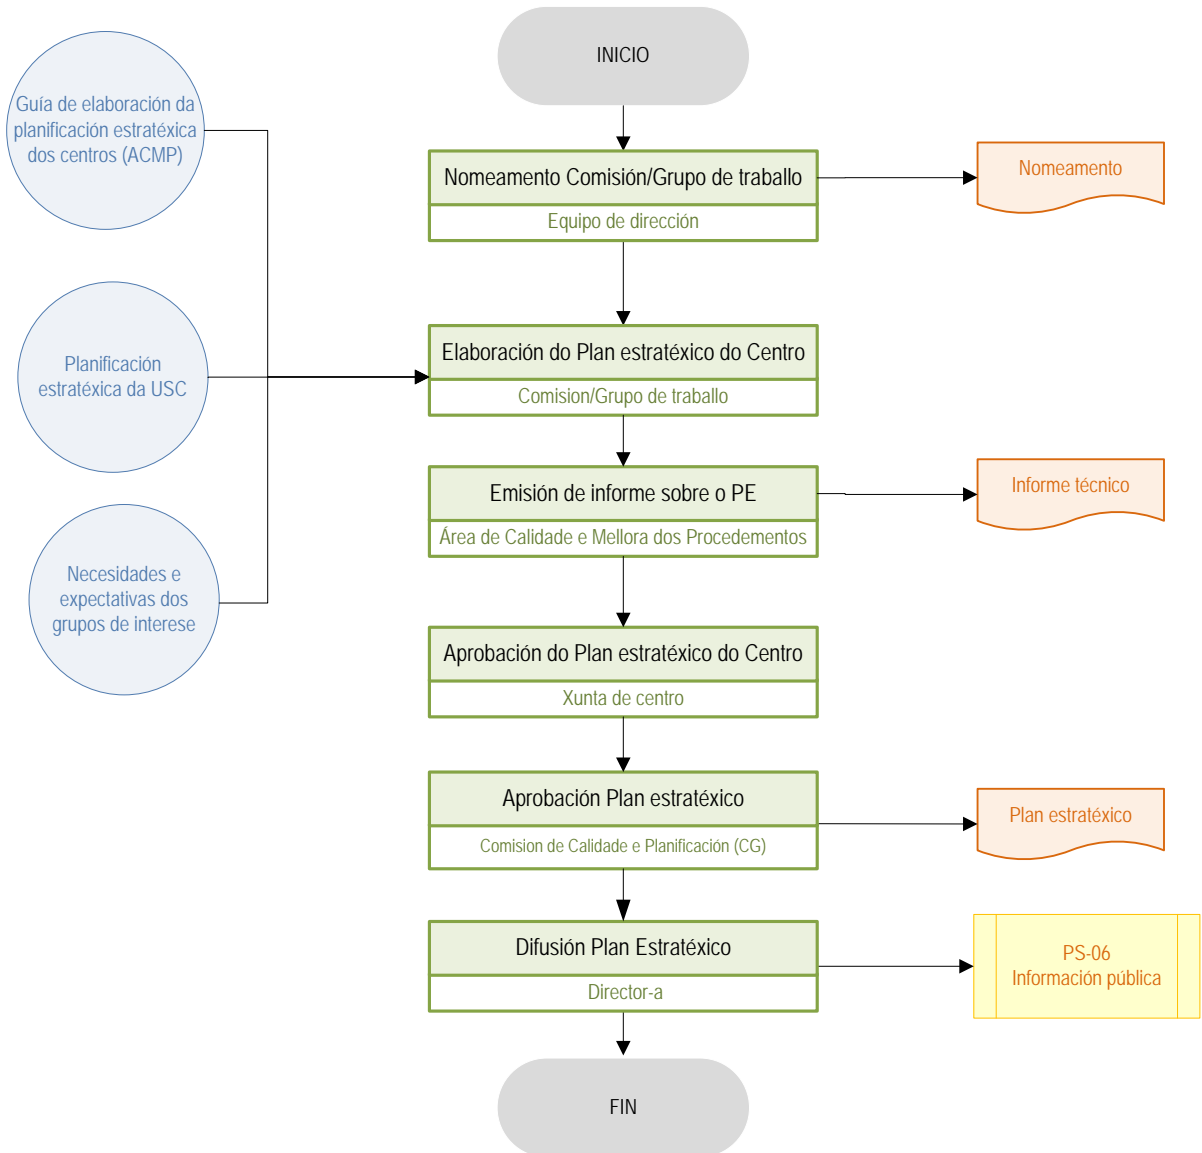 INICIO
Guía de elaboración da
planificación estratéxica
dos centros (ACMP)
Nomeamento Comisión/Grupo de traballo
Equipo de dirección
Nomeamento
Planificación
estratéxica da USC
Elaboración do Plan estratéxico do Centro
Comision/Grupo de traballo
Emisión de informe sobre o PE
Área de Calidade e Mellora dos Procedementos
Informe técnico
Necesidades e
expectativas dos
grupos de interese
Aprobación do Plan estratéxico do Centro
Xunta de centro
Aprobación Plan estratéxico
Comision de Calidade e Planificación (CG)
Plan estratéxico
Difusión Plan Estratéxico
Director-a
PS-06
Información pública
FIN